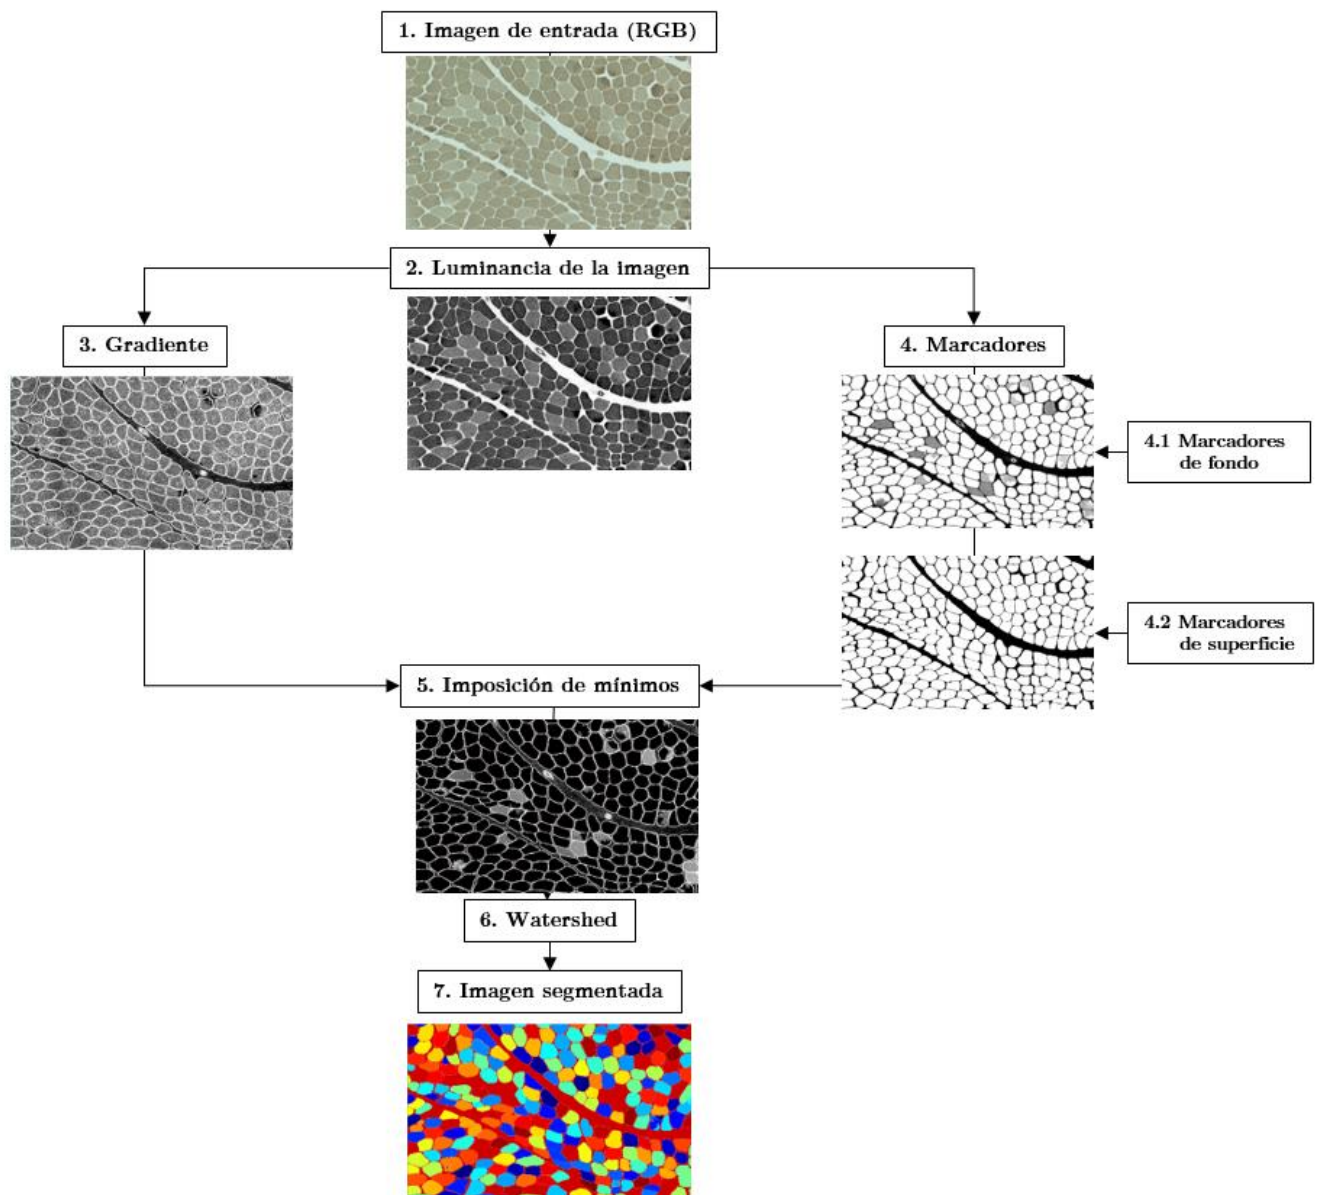 1. Imagen de entrada (RGB)
2. Luminancia de la imagen
3. Gradiente
4. Marcadores
4.1 Marcadores
de fondo
4.2 Marcadores
de superficie
5. Imposición de mínimos
6. Watershed
7. Imagen segmentada